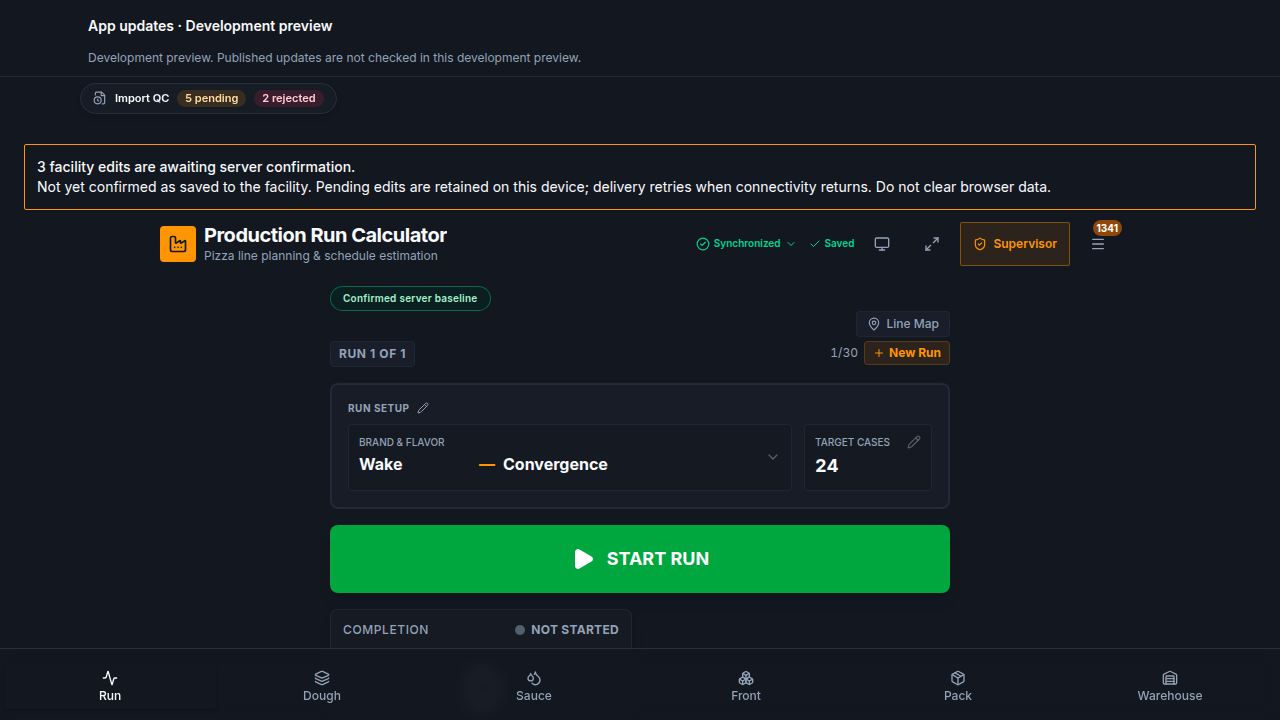 App updates · Development preview
Development preview. Published updates are not checked in this development preview.
Import QC 5 pending 2 rejected
3 facility edits are awaiting server confirmation.
Not yet confirmed as saved to the facility. Pending edits are retained on this device; delivery retries when connectivity returns. Do not clear browser data.
Production Run Calculator
Pizza line planning & schedule estimation
Synchronized Saved Supervisor 1341
Confirmed server baseline
Line Map
RUN 1 OF 1
1/30 + New Run
RUN SETUP
BRAND & FLAVOR
Wake — Convergence
TARGET CASES
24
START RUN
COMPLETION NOT STARTED
Run Dough Sauce Front Pack Warehouse